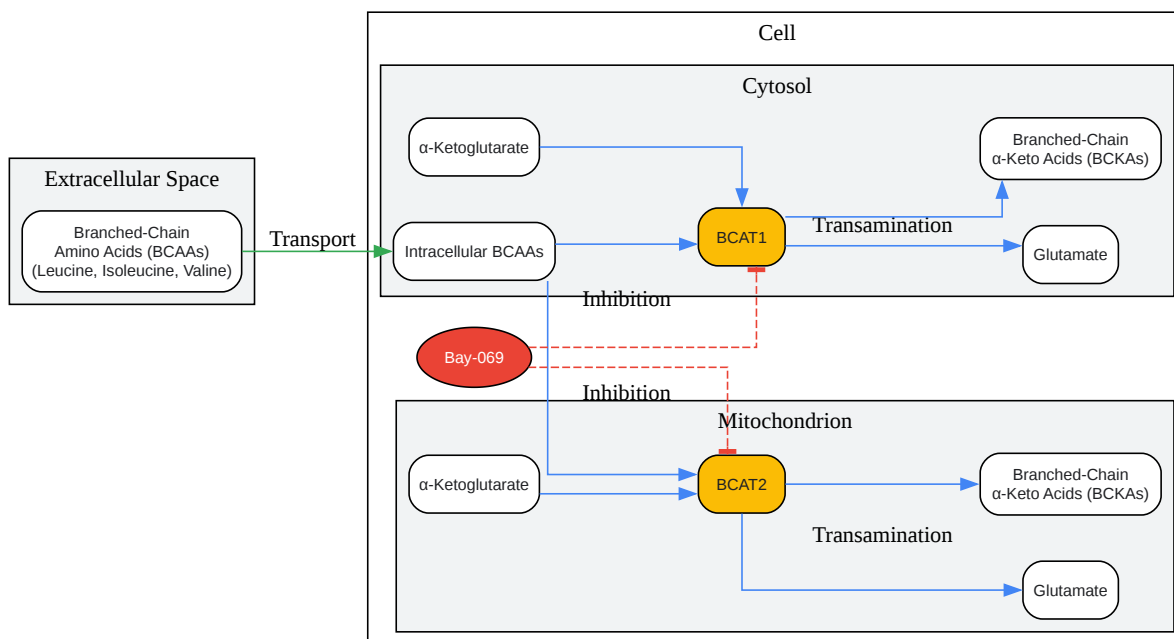 Cell
Cytosol
α-Ketoglutarate
Branched-Chain
α-Keto Acids (BCKAs)
Extracellular Space
Branched-Chain
Amino Acids (BCAAs)
(Leucine, Isoleucine, Valine)
Transport
Intracellular BCAAs
BCAT1
Transamination
Glutamate
Inhibition
Bay-069
Inhibition
Mitochondrion
α-Ketoglutarate
BCAT2
Branched-Chain
α-Keto Acids (BCKAs)
Transamination
Glutamate